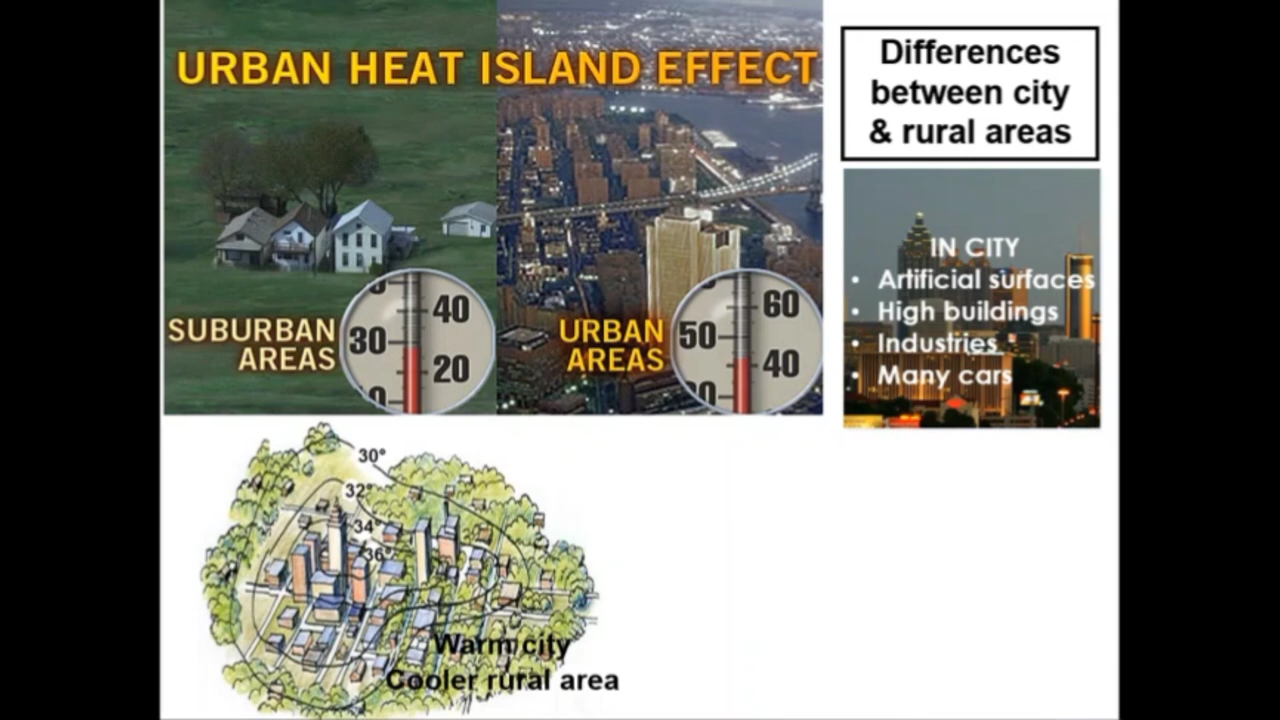 URBAN HEAT ISLAND EFFECT
SUBURBAN
AREAS
40
30
20
URBAN
AREAS
60
50
40
Differences
between city
& rural areas
IN CITY
• Artificial surfaces
• High buildings
• Industries
• Many cars
30°
32°
34°
36°
Warm city
Cooler rural area